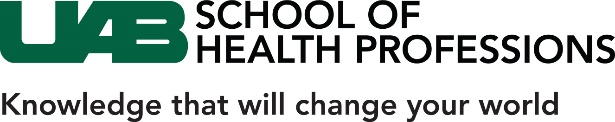 UAB SCHOOL OF
HEALTH PROFESSIONS
Knowledge that will change your world